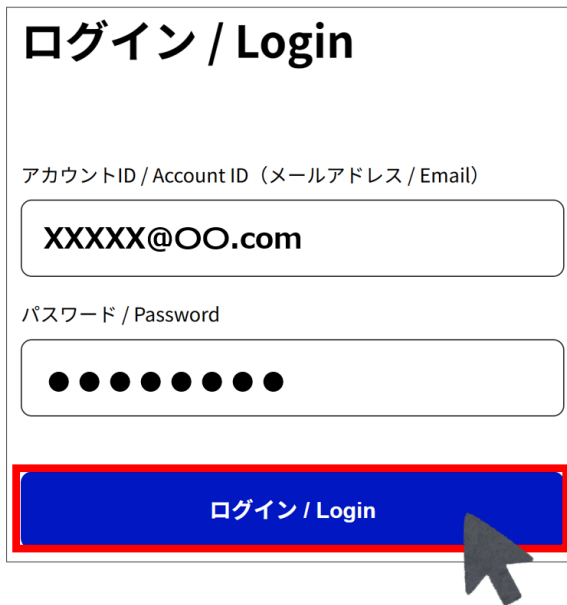 ログイン / Login
アカウントID / Account ID（メールアドレス / Email）
XXXXX@〇〇.com
パスワード / Password
●●●●●●●●
ログイン / Login